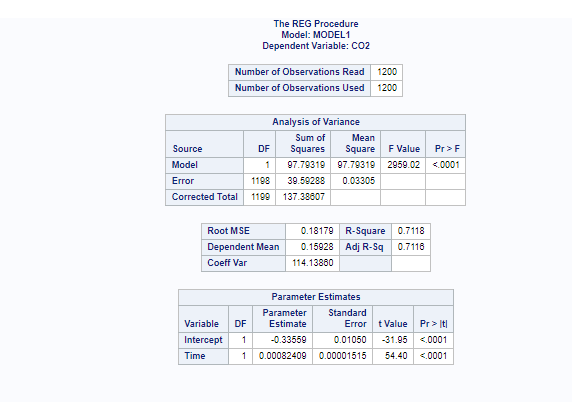 The REG Procedure
Model: MODEL1
Dependent Variable: CO2
Number of Observations Read 1200
Number of Observations Used 1200
Analysis of Variance
Source DF Sum of Squares Mean Square F Value Pr > F
Model 1 97.79319 97.79319 2959.02 <.0001
Error 1198 39.59288 0.03305
Corrected Total 1199 137.38607
Root MSE 0.18179 R-Square 0.7118
Dependent Mean 0.15928 Adj R-Sq 0.7116
Coeff Var 114.13860
Parameter Estimates
Variable DF Parameter Estimate Standard Error t Value Pr > |t|
Intercept 1 -0.33559 0.01050 -31.95 <.0001
Time 1 0.00082409 0.00001515 54.40 <.0001